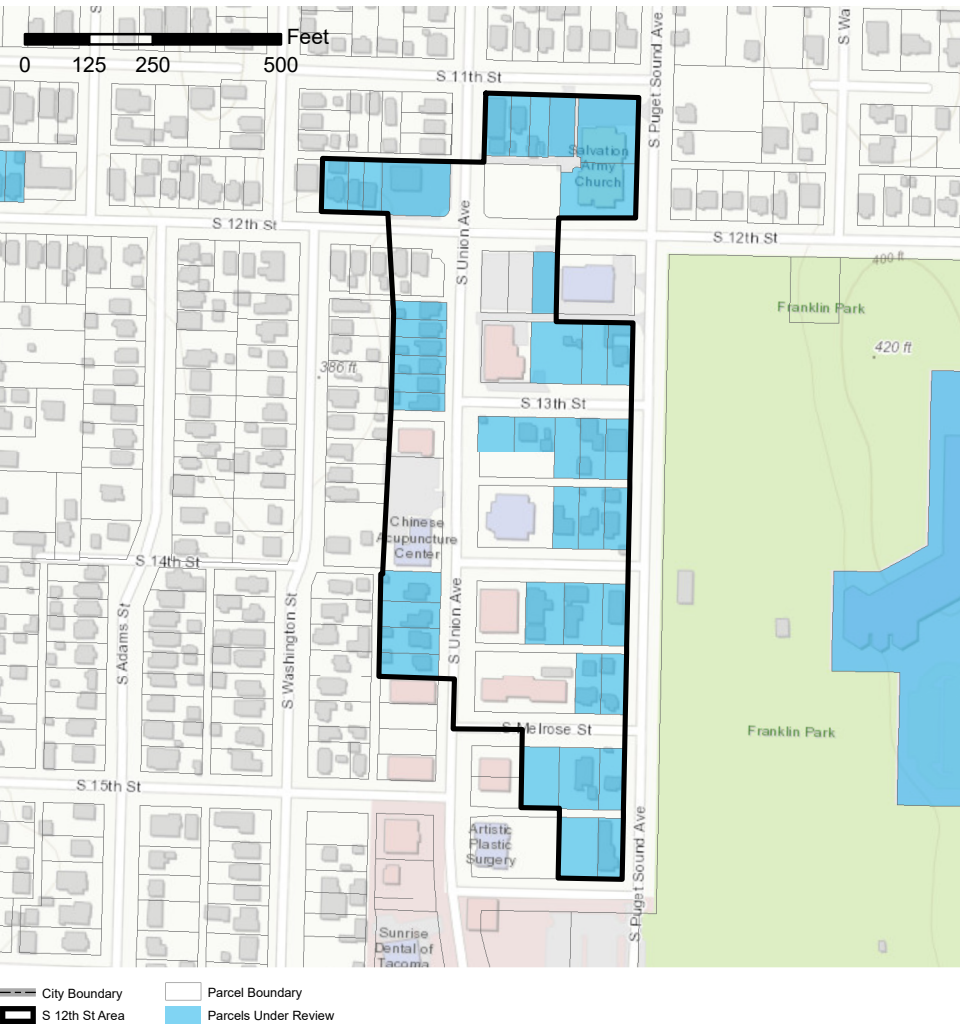 Feet
0 125 250 500
S
S 11th St
S Puget Sound Ave
S Wa
Salvation
Army
Church
S 12th St
S Union Ave
S 12th St
400 ft
Franklin Park
420 ft
386 ft
S 13th St
Chinese
Acupuncture
Center
S 14th St
S Adams St
S Washington St
S Union Ave
S Melrose St
Franklin Park
S 15th St
Artistic
Plastic
Surgery
S Puget Sound Ave
Sunrise
Dental of
Tacoma
City Boundary
Parcel Boundary
S 12th St Area
Parcels Under Review